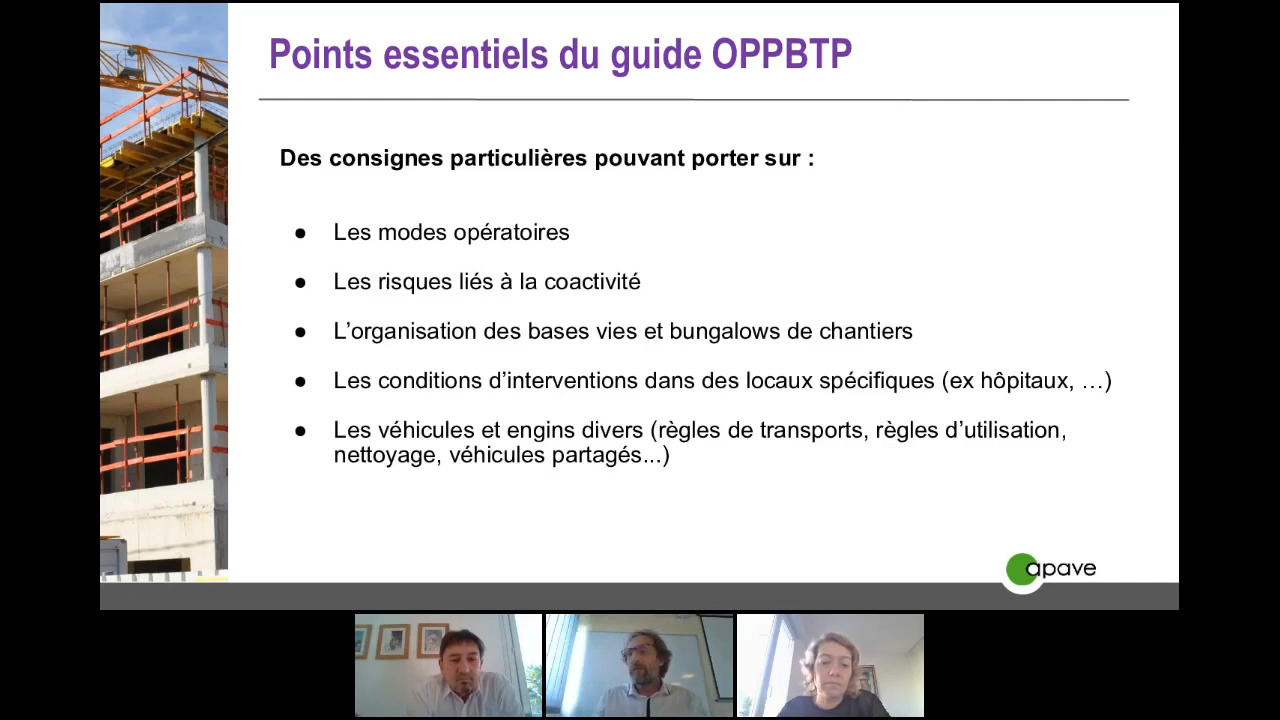 Points essentiels du guide OPPBTP
Des consignes particulières pouvant porter sur :
● Les modes opératoires
● Les risques liés à la coactivité
● L’organisation des bases vies et bungalows de chantiers
● Les conditions d’interventions dans des locaux spécifiques (ex hôpitaux, …)
● Les véhicules et engins divers (règles de transports, règles d’utilisation,
nettoyage, véhicules partagés...)
apave